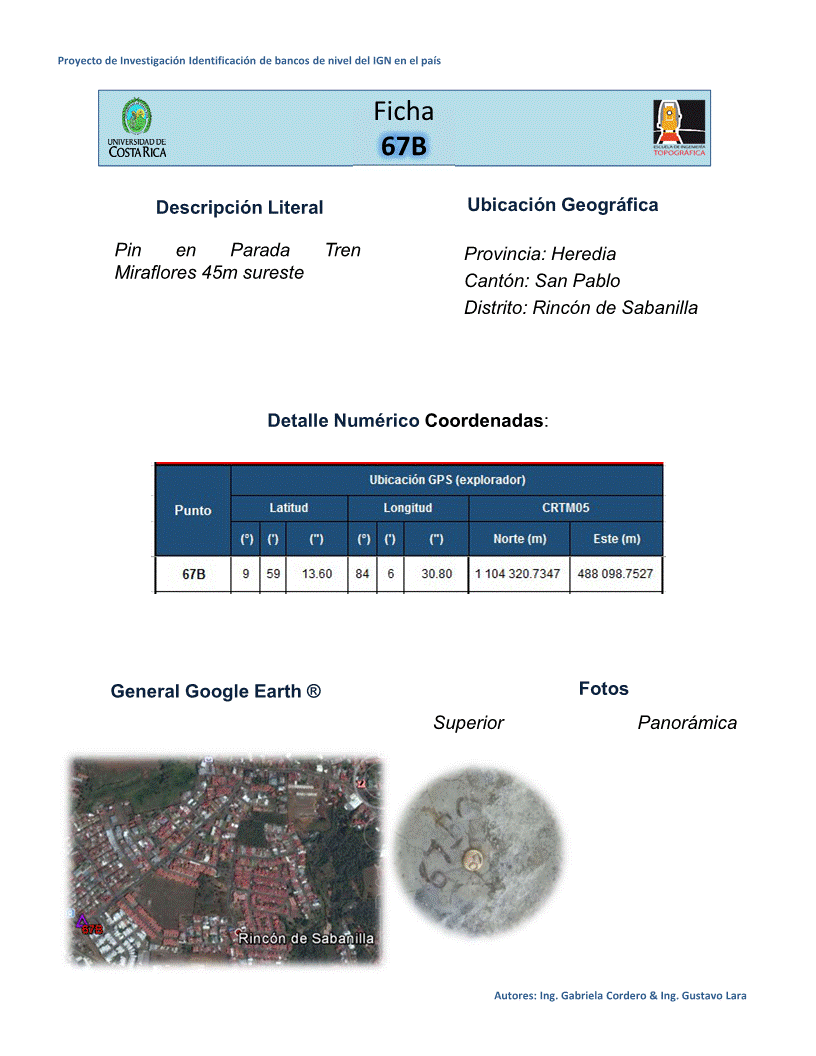 Proyecto de Investigación Identificación de bancos de nivel del IGN en el país
UNIVERSIDAD DE
COSTA RICA
Ficha
67B
ESCUELA DE INGENIERÍA
TOPOGRÁFICA
Descripción Literal
Pin en Parada Tren
Miraflores 45m sureste
Ubicación Geográfica
Provincia: Heredia
Cantón: San Pablo
Distrito: Rincón de Sabanilla
Detalle Numérico Coordenadas:
Punto
Ubicación GPS (explorador)
Latitud Longitud CRTM05
(°) (') (") (°) (') (") Norte (m) Este (m)
67B 9 59 13.60 84 6 30.80 1 104 320.7347 488 098.7527
General Google Earth ®
Fotos
Superior Panorámica
67B
Rincón de Sabanilla
Autores: Ing. Gabriela Cordero & Ing. Gustavo Lara